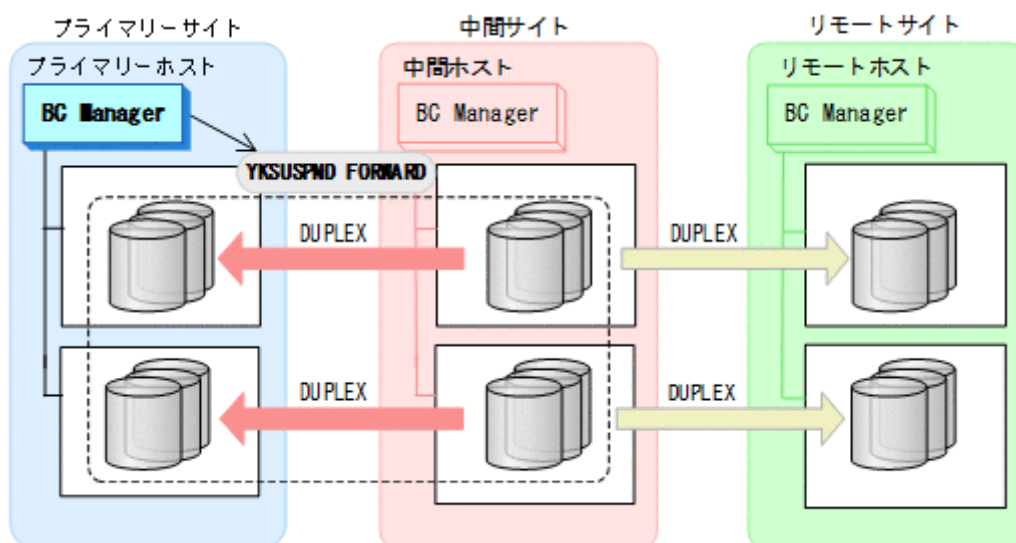 プライマリーサイト
中間サイト
リモートサイト
プライマリーホスト
中間ホスト
リモートホスト
BC Manager
BC Manager
BC Manager
YKSUSPND FORWARD
DUPLEX
DUPLEX
DUPLEX
DUPLEX